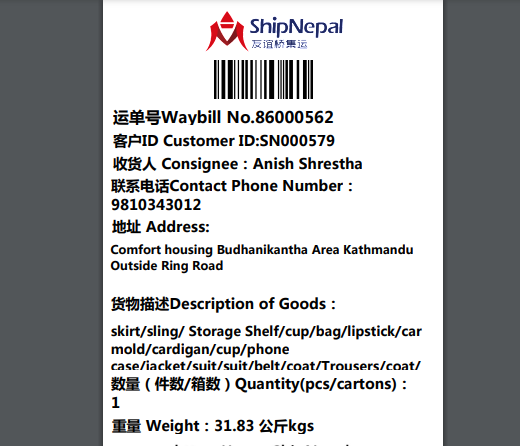 ShipNepal
友谊桥集运
运单号Waybill No.86000562
客户ID Customer ID:SN000579
收货人 Consignee：Anish Shrestha
联系电话Contact Phone Number：
9810343012
地址 Address:
Comfort housing Budhanikantha Area Kathmandu
Outside Ring Road
货物描述Description of Goods：
skirt/sling/ Storage Shelf/cup/bag/lipstick/car
mold/cardigan/cup/phone
case/jacket/suit/suit/belt/coat/Trousers/coat/
数量（件数/箱数）Quantity(pcs/cartons)：
1
重量 Weight：31.83 公斤kgs